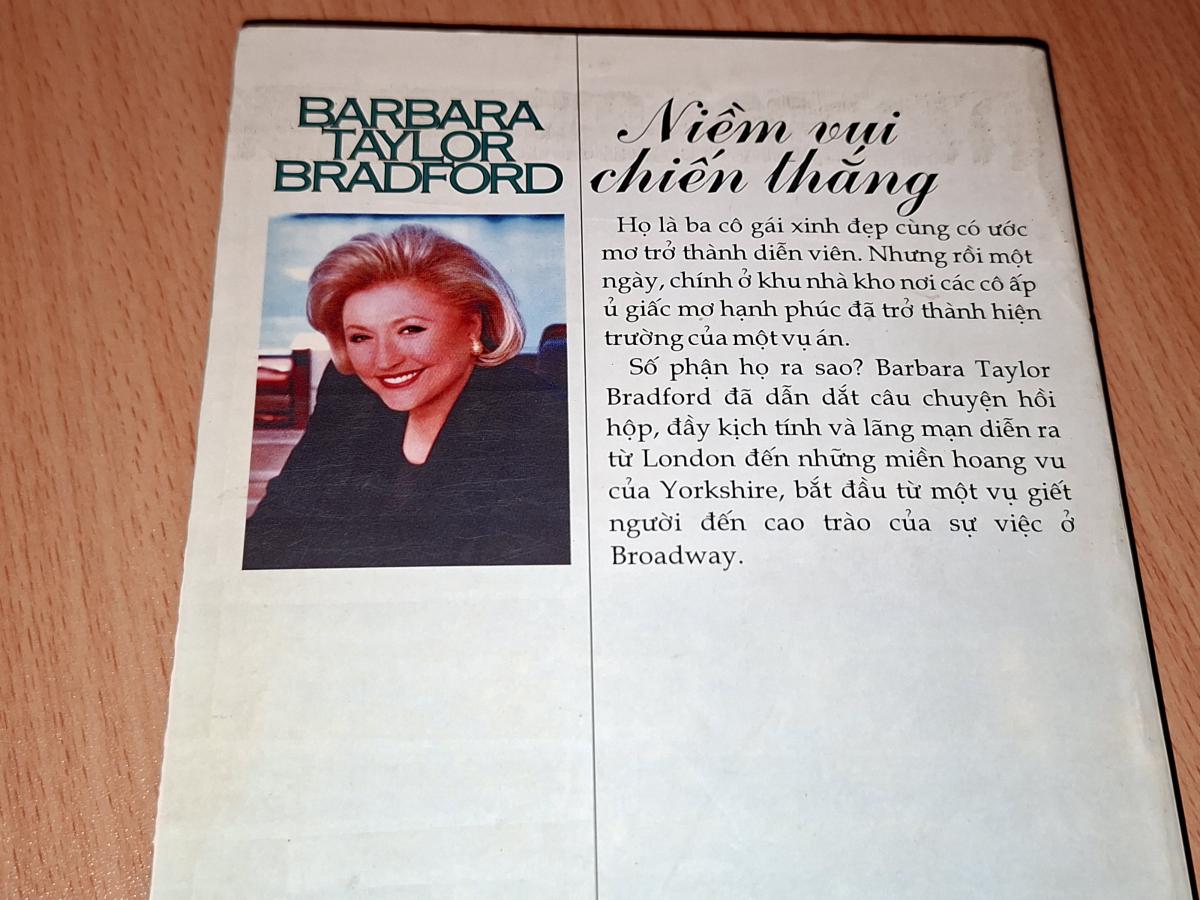 BARBARA
TAYLOR
BRADFORD
Niềm vui
chiến thắng
Họ là ba cô gái xinh đẹp cùng có ước
mơ trở thành diễn viên. Nhưng rồi một
ngày, chính ở khu nhà kho nơi các cô ấp
ủ giấc mơ hạnh phúc đã trở thành hiện
trường của một vụ án.
Số phận họ ra sao? Barbara Taylor
Bradford đã dẫn dắt câu chuyện hồi
hộp, đầy kịch tính và lãng mạn diễn ra
từ London đến những miền hoang vu
của Yorkshire, bắt đầu từ một vụ giết
người đến cao trào của sự việc ở
Broadway.